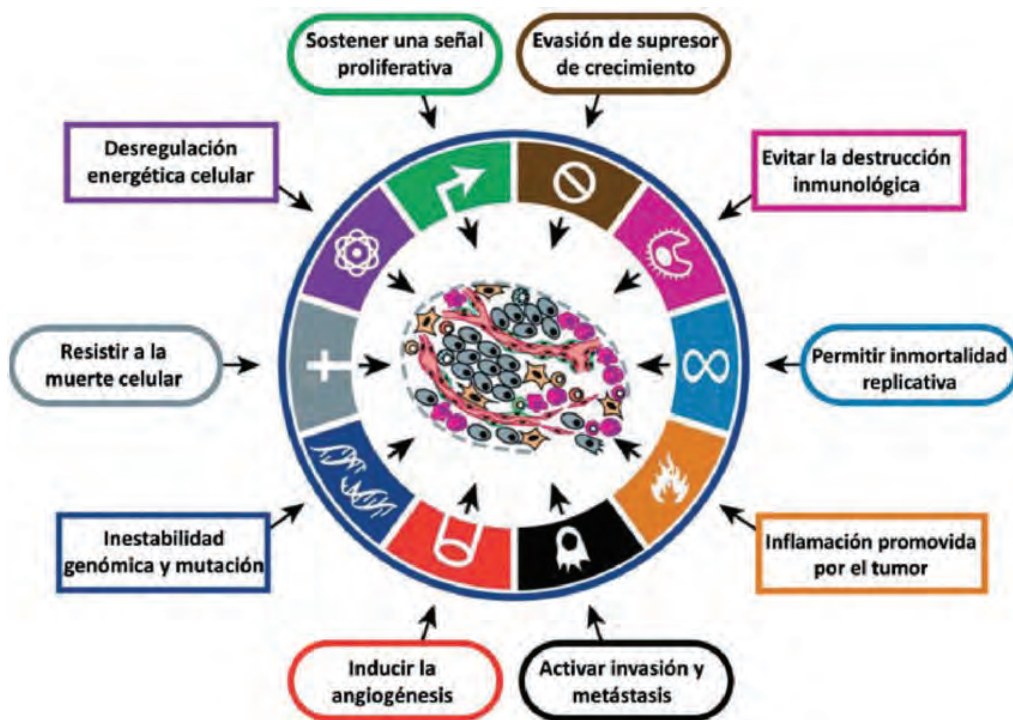 Sostener una señal
proliferativa
Evasión de supresor
de crecimiento
Desregulación
energética celular
Evitar la destrucción
inmunológica
Resistir a la
muerte celular
Permitir inmortalidad
replicativa
Inestabilidad
genómica y mutación
Inflamación promovida
por el tumor
Inducir la
angiogénesis
Activar invasión y
metástasis